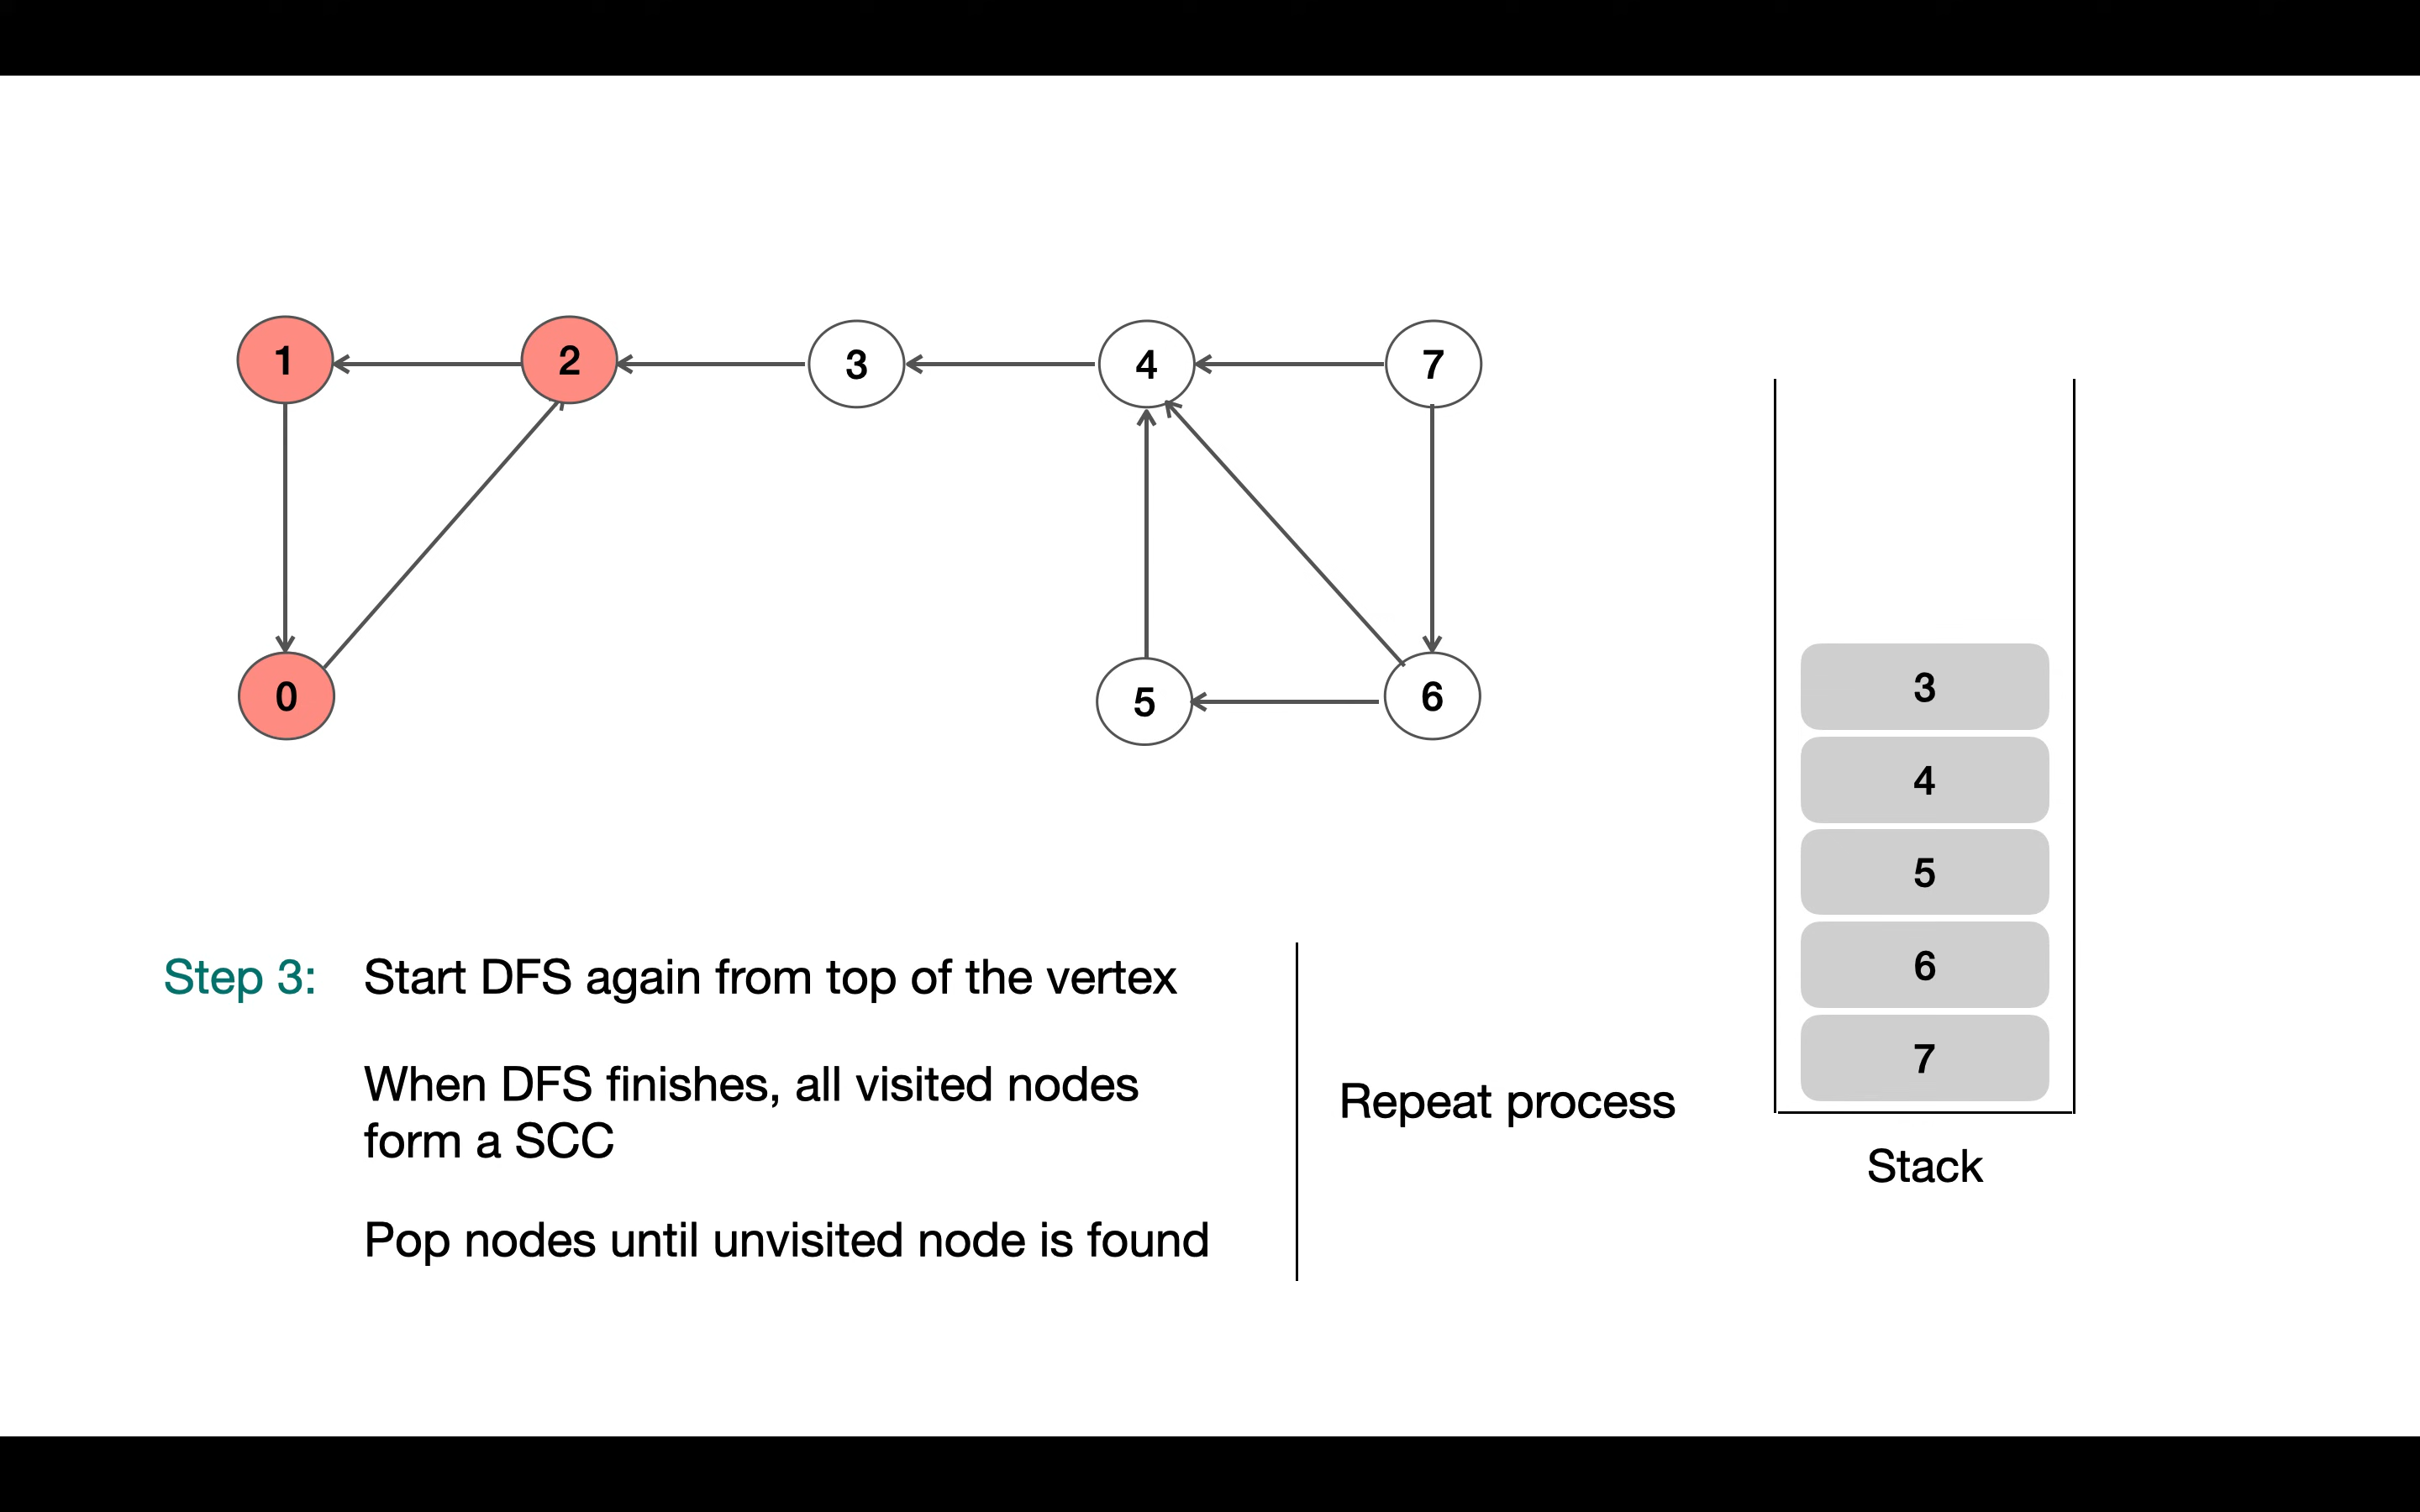 1
2
3
4
7
0
5
6
3
4
5
6
7
Stack
Step 3: Start DFS again from top of the vertex
When DFS finishes, all visited nodes
form a SCC
Pop nodes until unvisited node is found
Repeat process